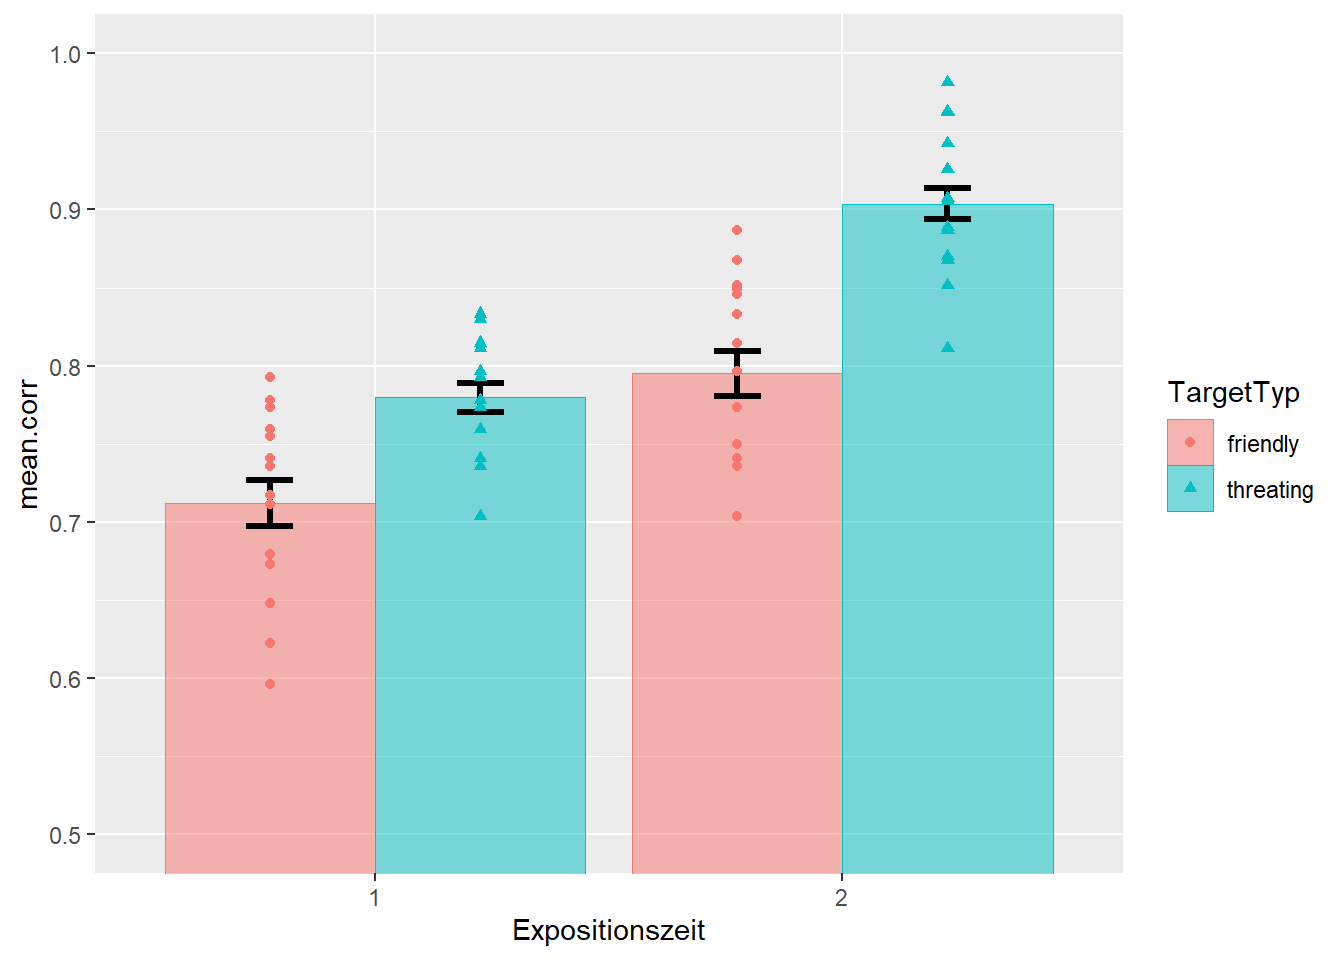 1.0
0.9
0.8
0.7
0.6
0.5
mean.corr
1 2
Expositionszeit
TargetTyp
friendly
threating